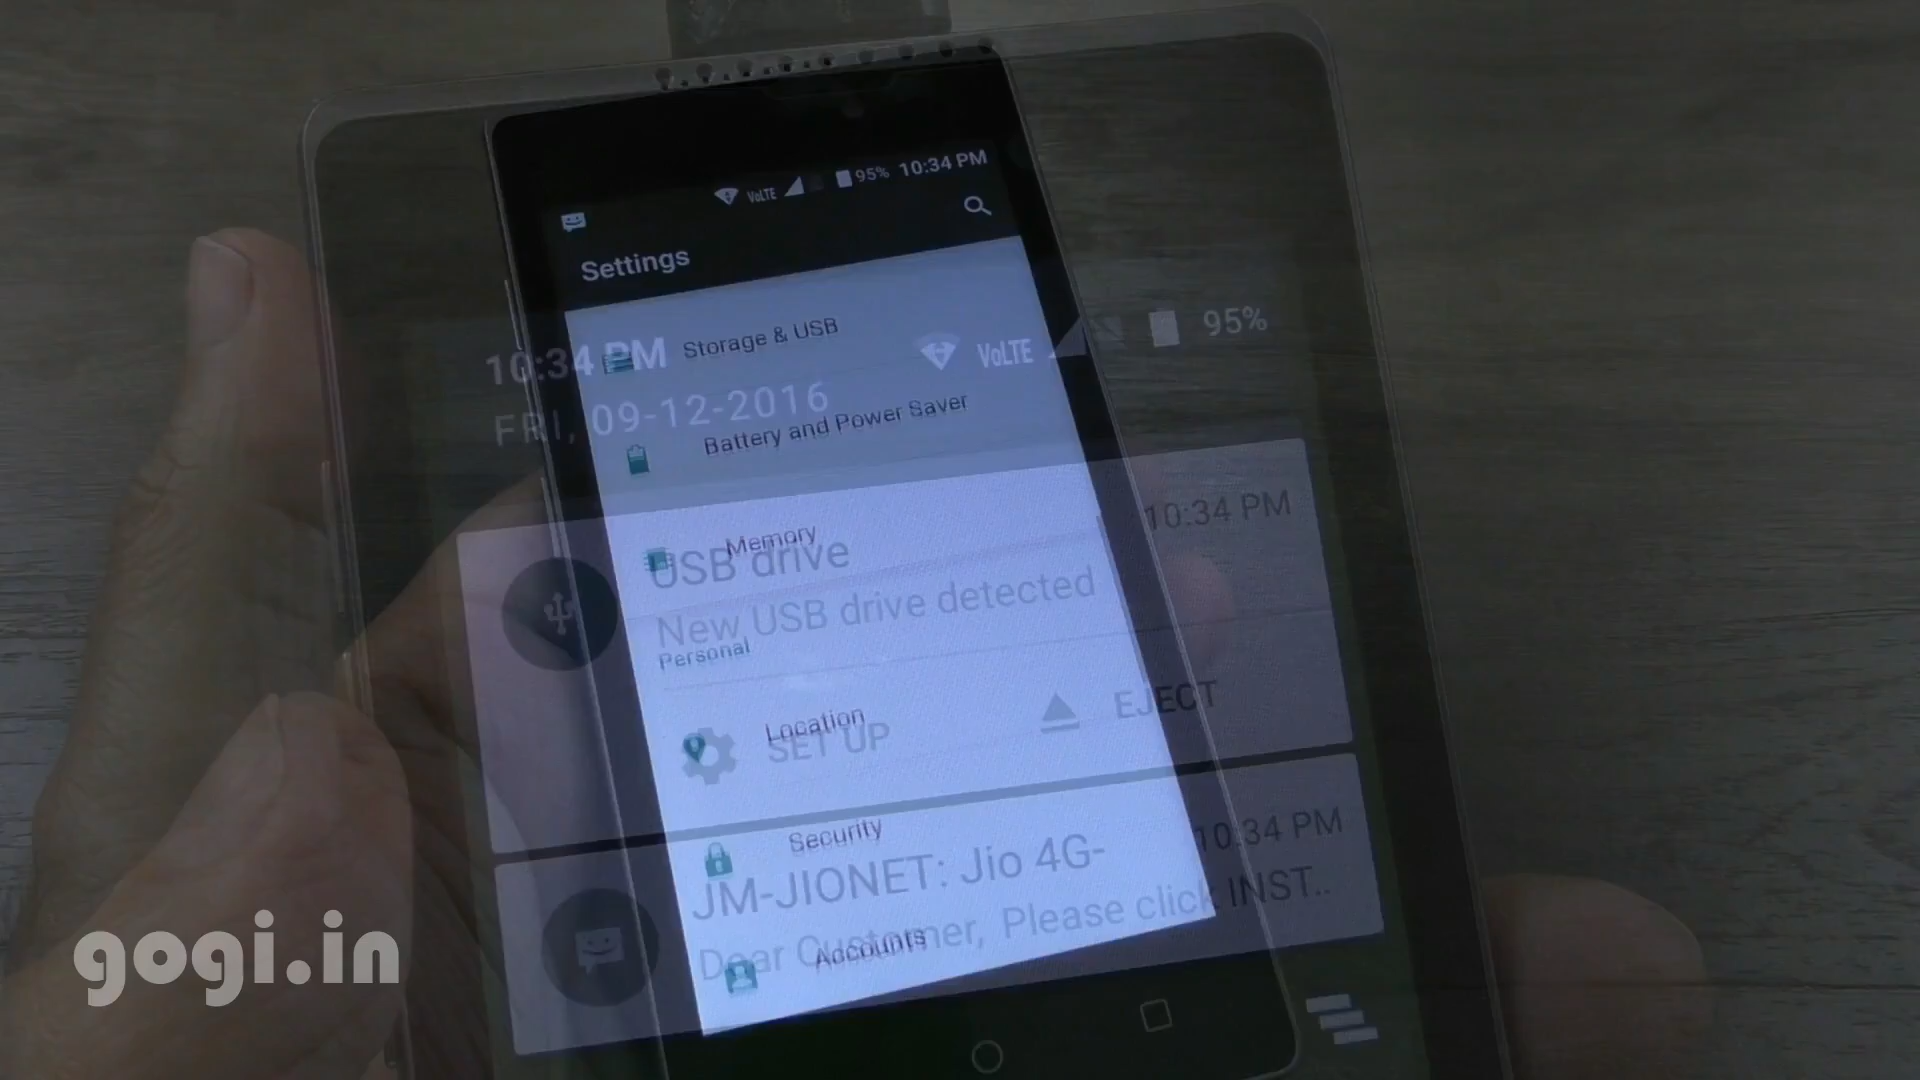 VoLTE 95% 10:34 PM
Settings
10:34 PM VoLTE 95%
FRI, 09-12-2016
Storage & USB
Battery and Power Saver
Memory
USB drive 10:34 PM
New USB drive detected
Personal
Location
SET UP EJECT
Security
JM-JIONET: Jio 4G- 10:34 PM
Dear Customer, Please click INST..
Accounts
gogi.in